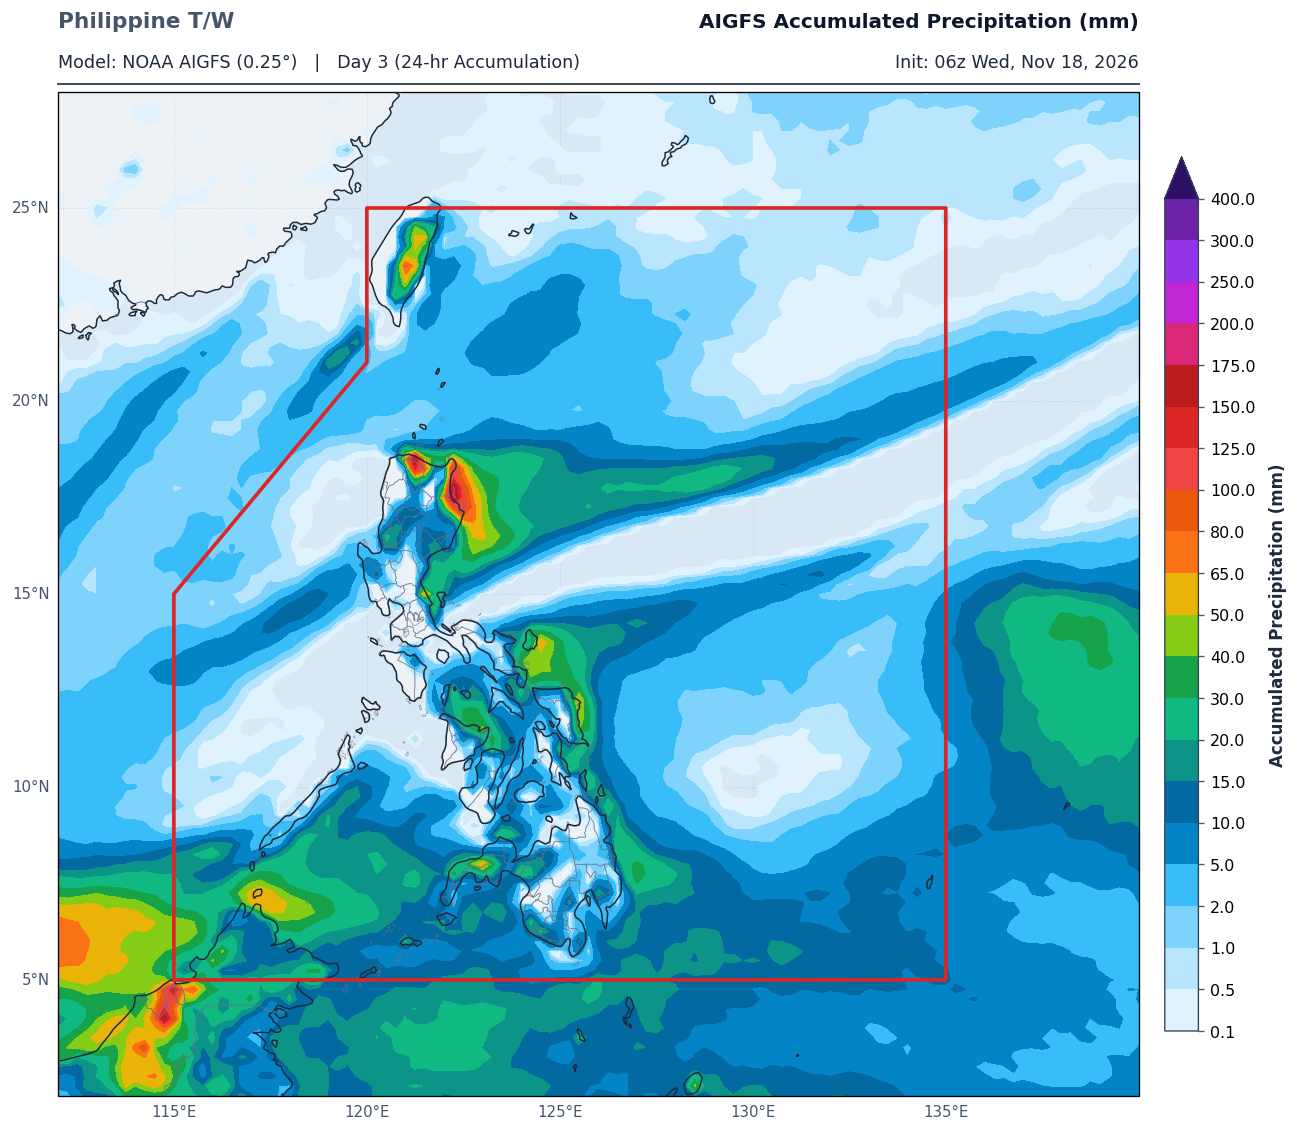 Philippine T/W
AIGFS Accumulated Precipitation (mm)
Model: NOAA AIGFS (0.25°) | Day 3 (24-hr Accumulation)
Init: 06z Wed, Nov 18, 2026
25°N
20°N
15°N
10°N
5°N
115°E
120°E
125°E
130°E
135°E
400.0
300.0
250.0
200.0
175.0
150.0
125.0
100.0
80.0
65.0
50.0
40.0
30.0
20.0
15.0
10.0
5.0
2.0
1.0
0.5
0.1
Accumulated Precipitation (mm)